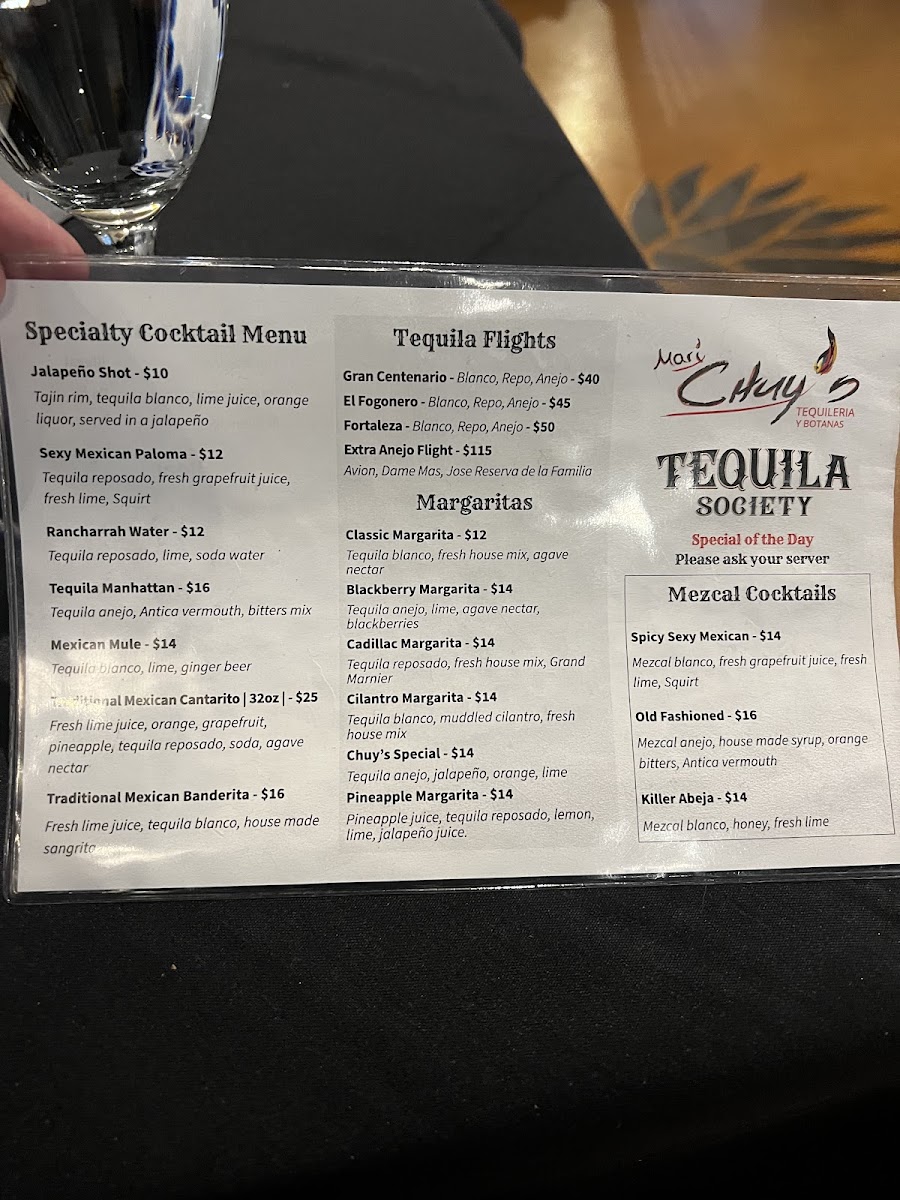 Specialty Cocktail Menu
Jalapeño Shot - $10
Tajin rim, tequila blanco, lime juice, orange
liquor, served in a jalapeño
Sexy Mexican Paloma - $12
Tequila reposado, fresh grapefruit juice,
fresh lime, Squirt
Rancharrah Water - $12
Tequila reposado, lime, soda water
Tequila Manhattan - $16
Tequila anejo, Antica vermouth, bitters mix
Mexican Mule - $14
Tequila blanco, lime, ginger beer
Traditional Mexican Cantarito | 32oz | - $25
Fresh lime juice, orange, grapefruit,
pineapple, tequila reposado, soda, agave
nectar
Traditional Mexican Banderita - $16
Fresh lime juice, tequila blanco, house made
sangrita
Tequila Flights
Gran Centenario - Blanco, Repo, Anejo - $40
El Fogonero - Blanco, Repo, Anejo - $45
Fortaleza - Blanco, Repo, Anejo - $50
Extra Anejo Flight - $115
Avion, Dame Mas, Jose Reserva de la Familia
Margaritas
Classic Margarita - $12
Tequila blanco, fresh house mix, agave
nectar
Blackberry Margarita - $14
Tequila anejo, lime, agave nectar,
blackberries
Cadillac Margarita - $14
Tequila reposado, fresh house mix, Grand
Marnier
Cilantro Margarita - $14
Tequila blanco, muddled cilantro, fresh
house mix
Chuy's Special - $14
Tequila anejo, jalapeño, orange, lime
Pineapple Margarita - $14
Pineapple juice, tequila reposado, lemon,
lime, jalapeño juice.
Mari
Chuy's
TEQUILERIA
Y BOTANAS
TEQUILA
SOCIETY
Special of the Day
Please ask your server
Mezcal Cocktails
Spicy Sexy Mexican - $14
Mezcal blanco, fresh grapefruit juice, fresh
lime, Squirt
Old Fashioned - $16
Mezcal anejo, house made syrup, orange
bitters, Antica vermouth
Killer Abeja - $14
Mezcal blanco, honey, fresh lime